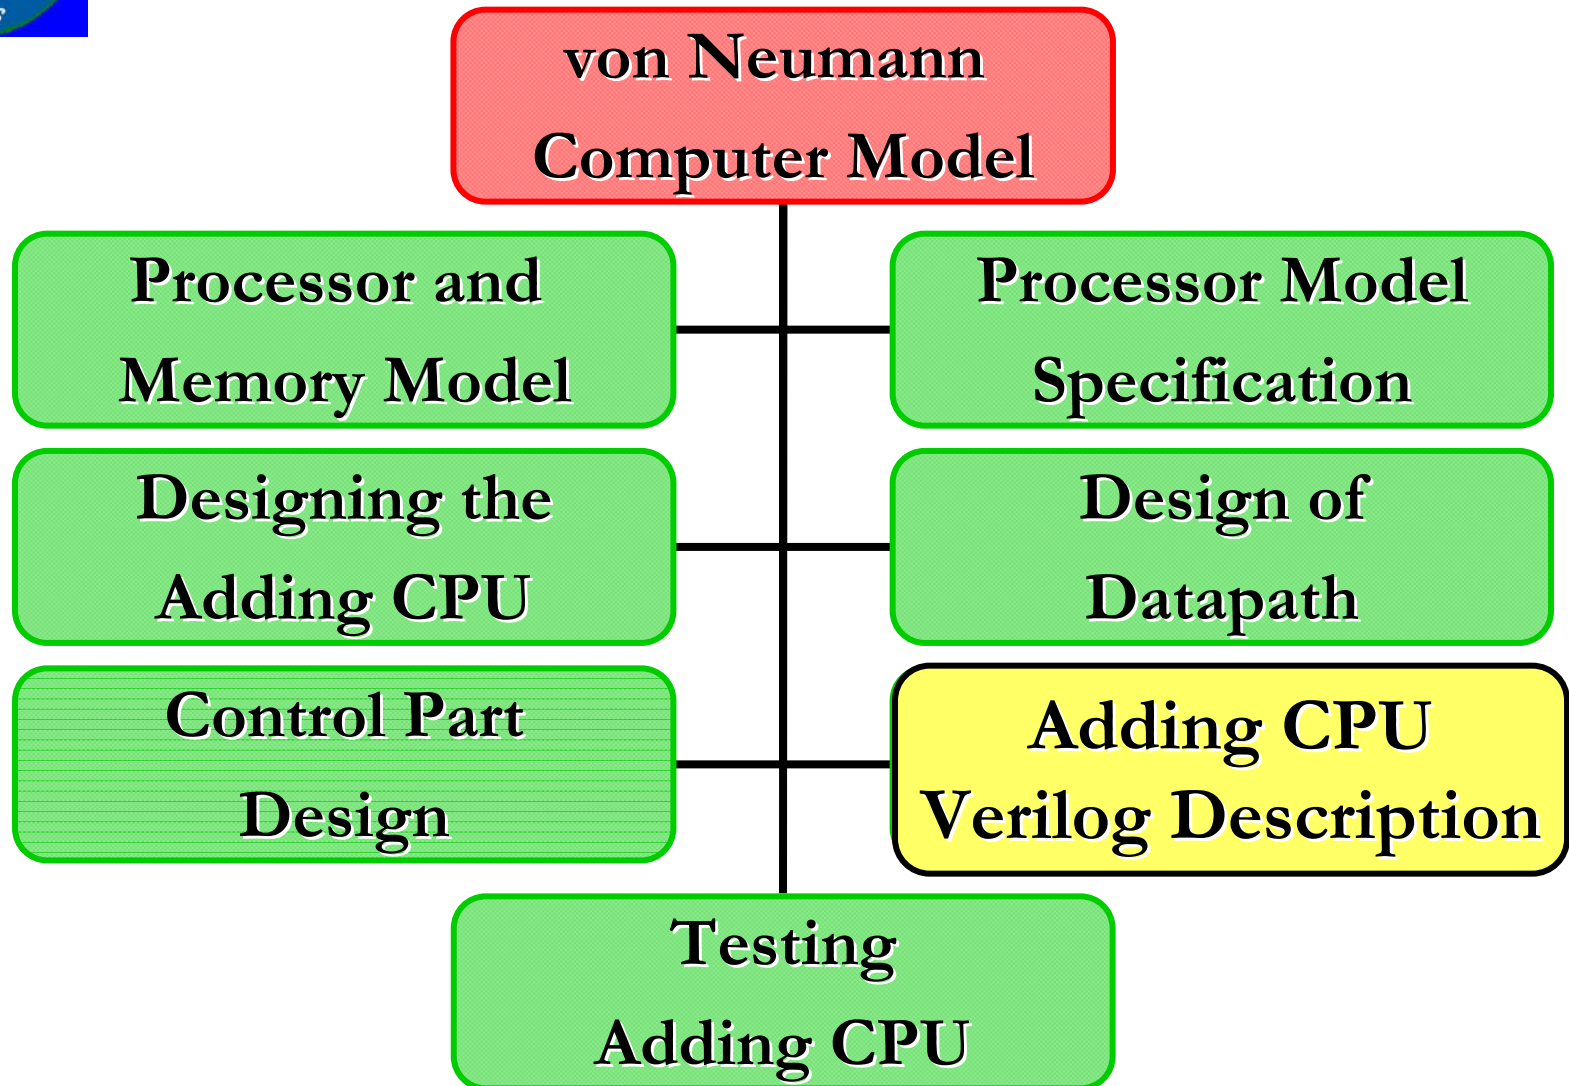 von Neumann
Computer Model
Processor and
Memory Model
Processor Model
Specification
Designing the
Adding CPU
Design of
Datapath
Control Part
Design
Adding CPU
Verilog Description
Testing
Adding CPU